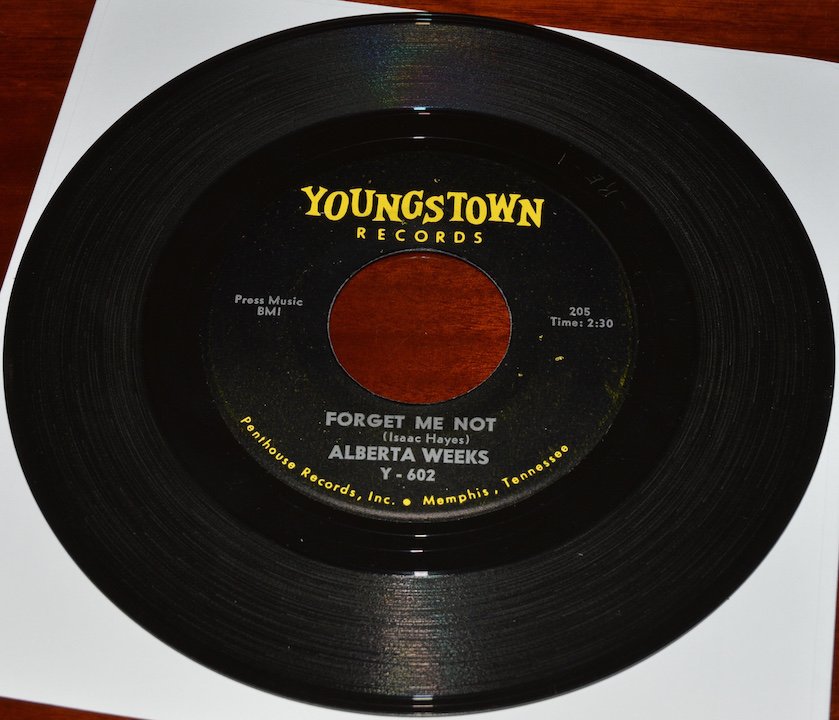 YOUNGSTOWN
RECORDS
Press Music
BMI
205
Time: 2:30
FORGET ME NOT
(Isaac Hayes)
ALBERTA WEEKS
Y - 602
Penthouse Records, Inc. • Memphis, Tennessee